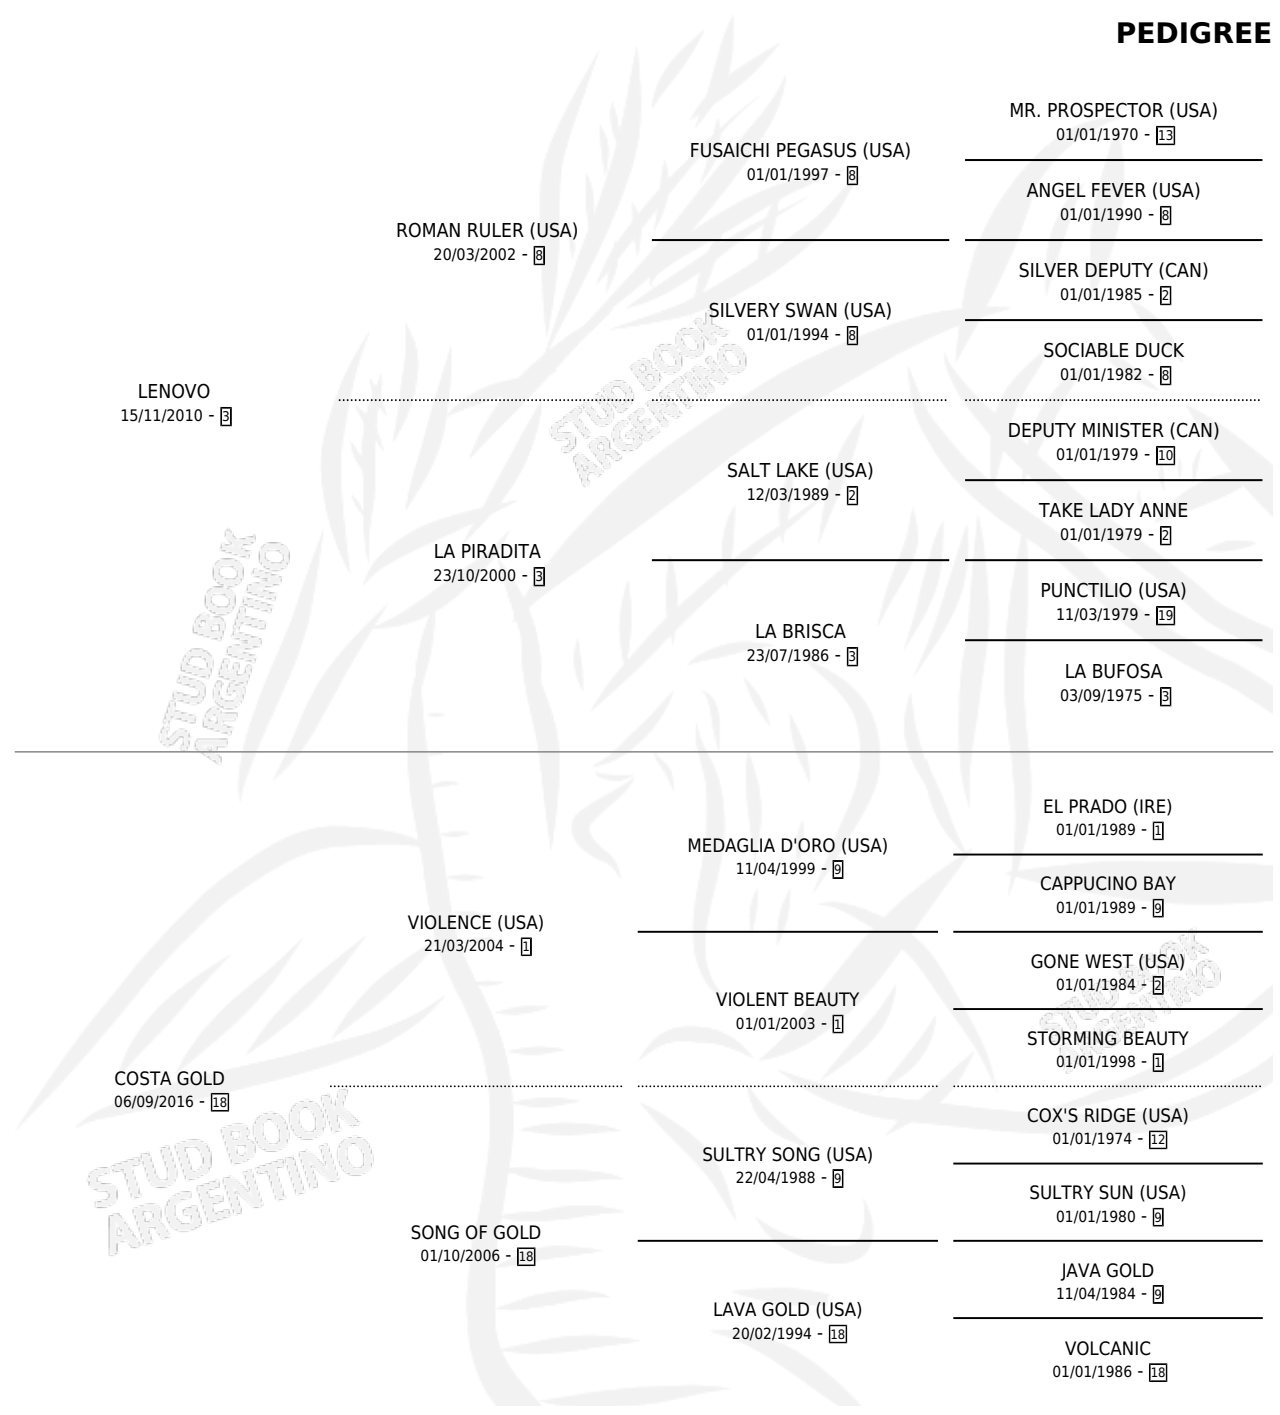 PEDIGREE
MR. PROSPECTOR (USA)
01/01/1970 - 13
FUSAICHI PEGASUS (USA)
01/01/1997 - 8
ANGEL FEVER (USA)
01/01/1990 - 8
ROMAN RULER (USA)
20/03/2002 - 8
SILVER DEPUTY (CAN)
01/01/1985 - 2
SILVERY SWAN (USA)
01/01/1994 - 8
SOCIABLE DUCK
01/01/1982 - 8
LENOVO
15/11/2010 - 3
DEPUTY MINISTER (CAN)
01/01/1979 - 10
SALT LAKE (USA)
12/03/1989 - 2
TAKE LADY ANNE
01/01/1979 - 2
LA PIRADITA
23/10/2000 - 3
PUNCTILIO (USA)
11/03/1979 - 19
LA BRISCA
23/07/1986 - 3
LA BUFOSA
03/09/1975 - 3
EL PRADO (IRE)
01/01/1989 - 1
MEDAGLIA D'ORO (USA)
11/04/1999 - 9
CAPPUCINO BAY
01/01/1989 - 9
VIOLENCE (USA)
21/03/2004 - 1
GONE WEST (USA)
01/01/1984 - 2
VIOLENT BEAUTY
01/01/2003 - 1
STORMING BEAUTY
01/01/1998 - 1
COSTA GOLD
06/09/2016 - 18
COX'S RIDGE (USA)
01/01/1974 - 12
SULTRY SONG (USA)
22/04/1988 - 9
SULTRY SUN (USA)
01/01/1980 - 9
SONG OF GOLD
01/10/2006 - 18
JAVA GOLD
11/04/1984 - 9
LAVA GOLD (USA)
20/02/1994 - 18
VOLCANIC
01/01/1986 - 18
STUD BOOK
ARGENTINO
STUD BOOK
ARGENTINO
STUD BOOK
ARGENTINO
STUD BOOK
ARGENTINO